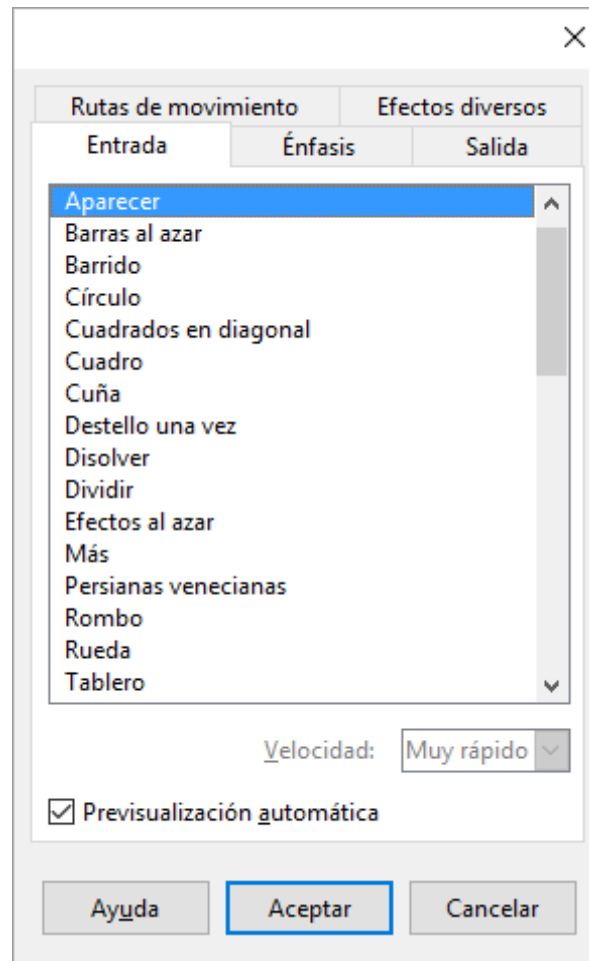 Rutas de movimiento Efectos diversos
Entrada Énfasis Salida
Aparecer
Barras al azar
Barrido
Círculo
Cuadrados en diagonal
Cuadro
Cuña
Destello una vez
Disolver
Dividir
Efectos al azar
Más
Persianas venecianas
Rombo
Rueda
Tablero
Velocidad: Muy rápido
Previsualización automática
Ayuda Aceptar Cancelar